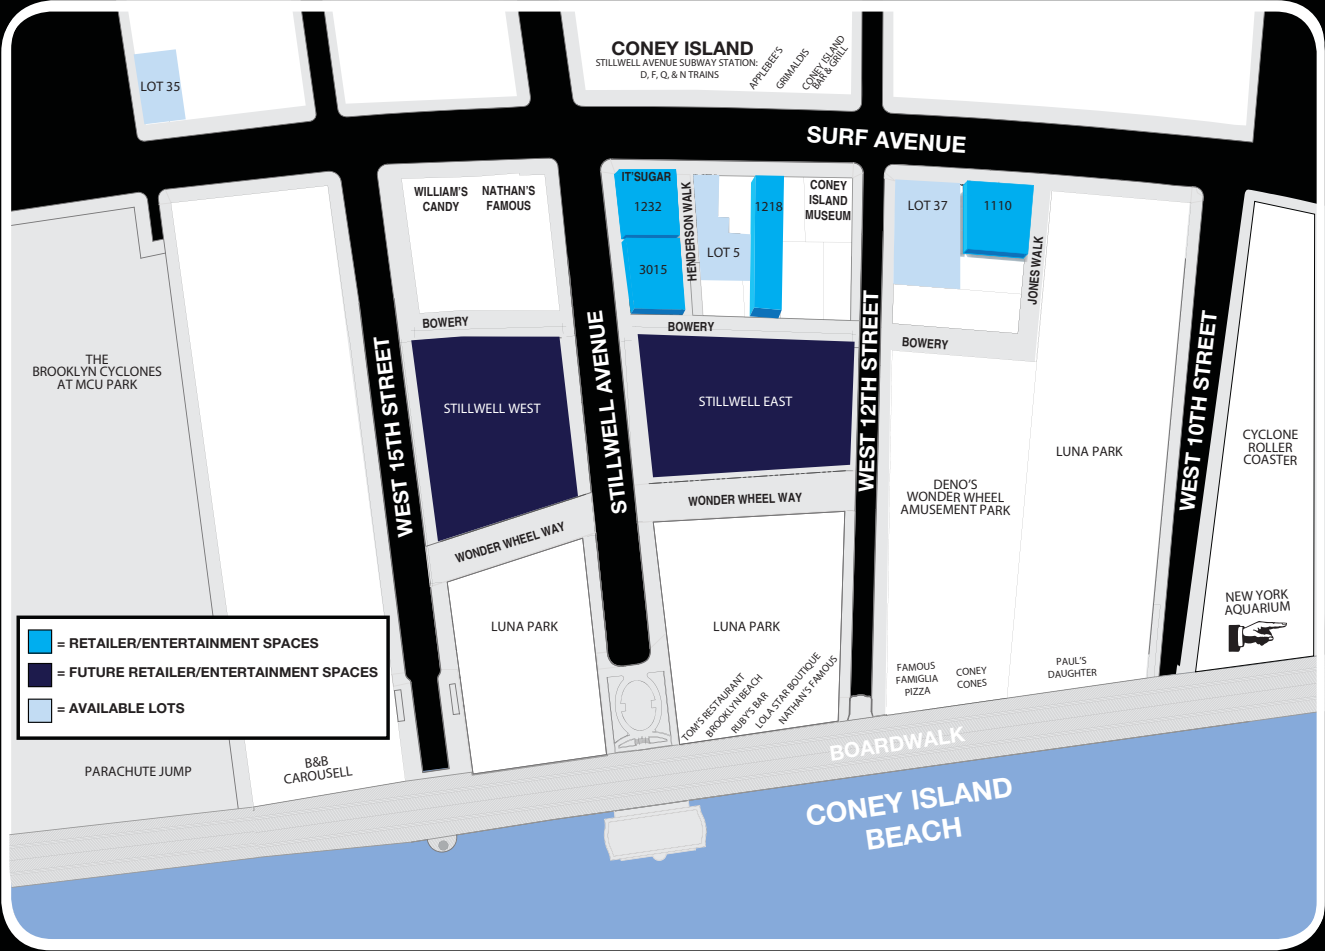 LOT 35
CONEY ISLAND
STILLWELL AVENUE SUBWAY STATION:
D, F, Q, & N TRAINS
APPLEBEE'S
GRIMALDIS
CONEY ISLAND
BAR & GRILL
SURF AVENUE
WILLIAM'S
CANDY
NATHAN'S
FAMOUS
IT'SUGAR
1232
3015
HENDERSON WALK
LOT 5
1218
CONEY
ISLAND
MUSEUM
LOT 37
1110
JONES WALK
BOWERY
BOWERY
BOWERY
THE
BROOKLYN CYCLONES
AT MCU PARK
WEST 15TH STREET
STILLWELL WEST
STILLWELL AVENUE
STILLWELL EAST
WEST 12TH STREET
WEST 10TH STREET
LUNA PARK
CYCLONE
ROLLER
COASTER
DENO'S
WONDER WHEEL
AMUSEMENT PARK
WONDER WHEEL WAY
WONDER WHEEL WAY
NEW YORK
AQUARIUM
LUNA PARK
LUNA PARK
= RETAILER/ENTERTAINMENT SPACES
= FUTURE RETAILER/ENTERTAINMENT SPACES
= AVAILABLE LOTS
TOM'S RESTAURANT
BROOKLYN BEACH
RUBY'S BAR
LOLA STAR BOUTIQUE
NATHAN'S FAMOUS
FAMOUS
FAMIGLIA
PIZZA
CONEY
CONES
PAUL'S
DAUGHTER
PARACHUTE JUMP
B&B
CAROUSELL
BOARDWALK
CONEY ISLAND
BEACH